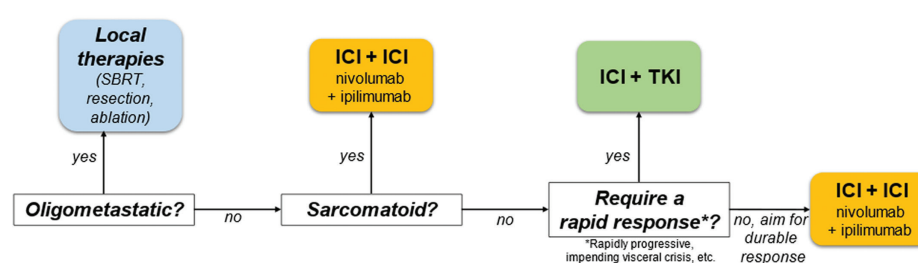 Local
therapies
(SBRT,
resection,
ablation)
ICI + ICI
nivolumab
+ ipilimumab
ICI + TKI
yes
yes
yes
Oligometastatic?
no
Sarcomatoid?
no
Require a
rapid response*?
*Rapidly progressive,
impending visceral crisis, etc.
no, aim for
durable
response
ICI + ICI
nivolumab
+ ipilimumab